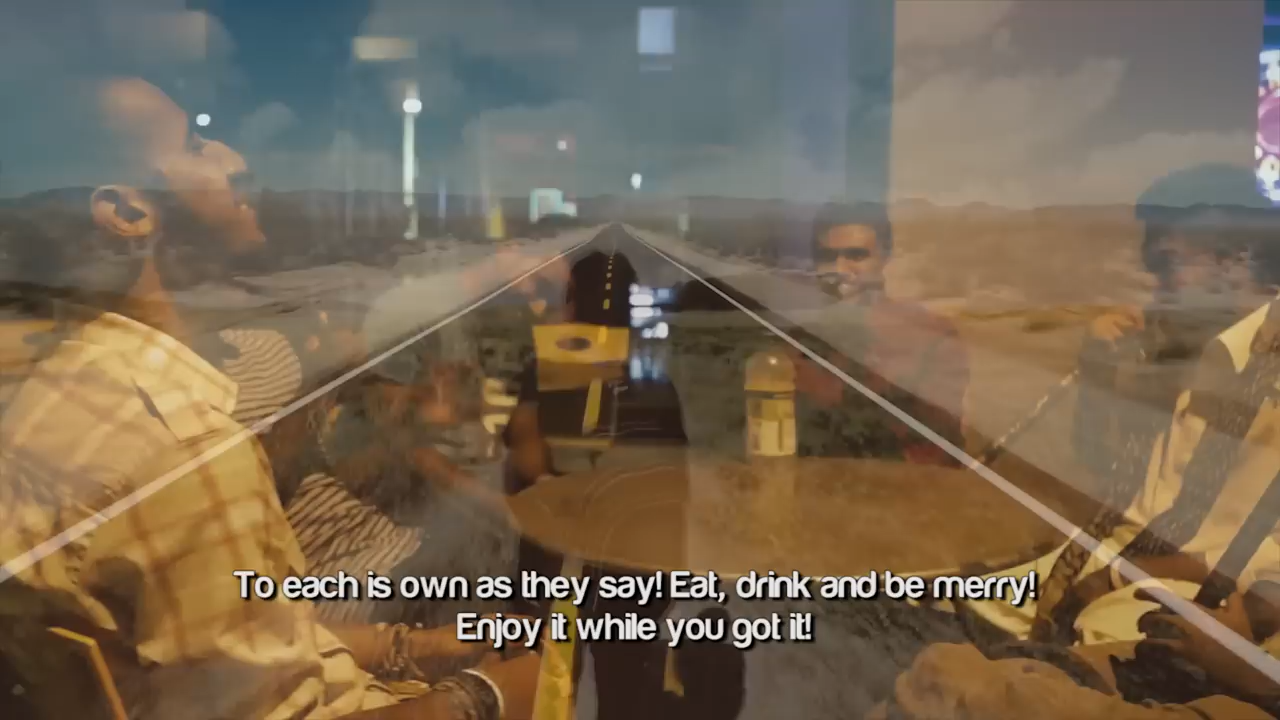 To each is own as they say! Eat, drink and be merry!
Enjoy it while you got it!